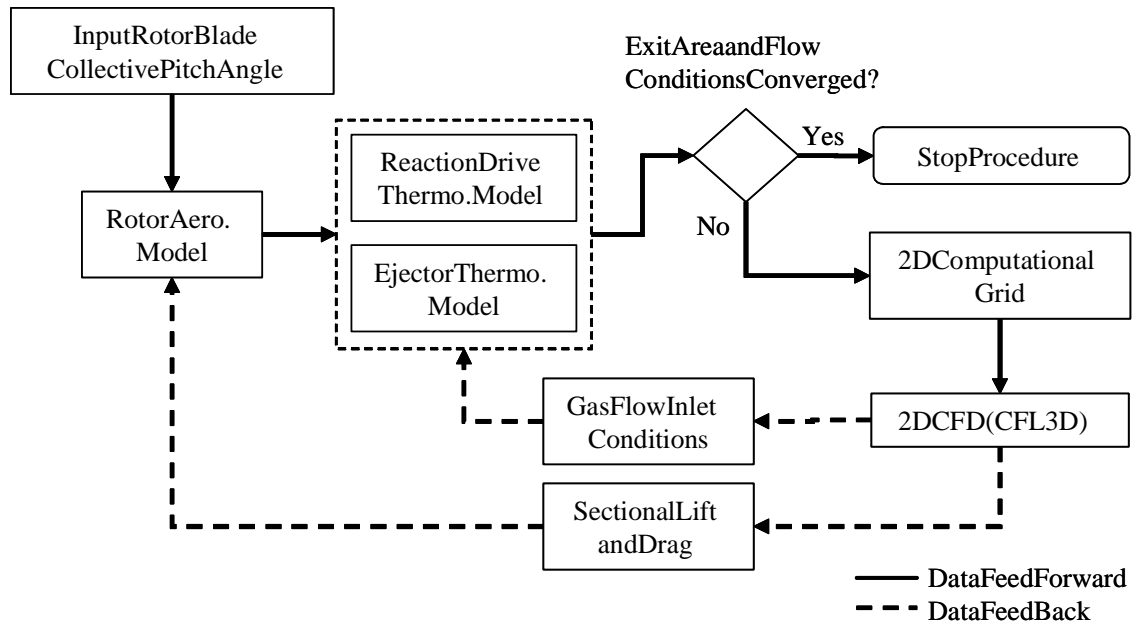 InputRotorBlade
CollectivePitchAngle
ExitAreaandFlow
ConditionsConverged?
ReactionDrive
Thermo.Model
Yes
StopProcedure
RotorAero.
Model
No
EjectorThermo.
Model
2DComputational
Grid
GasFlowInlet
Conditions
2DCFD(CFL3D)
SectionalLift
andDrag
DataFeedForward
DataFeedBack